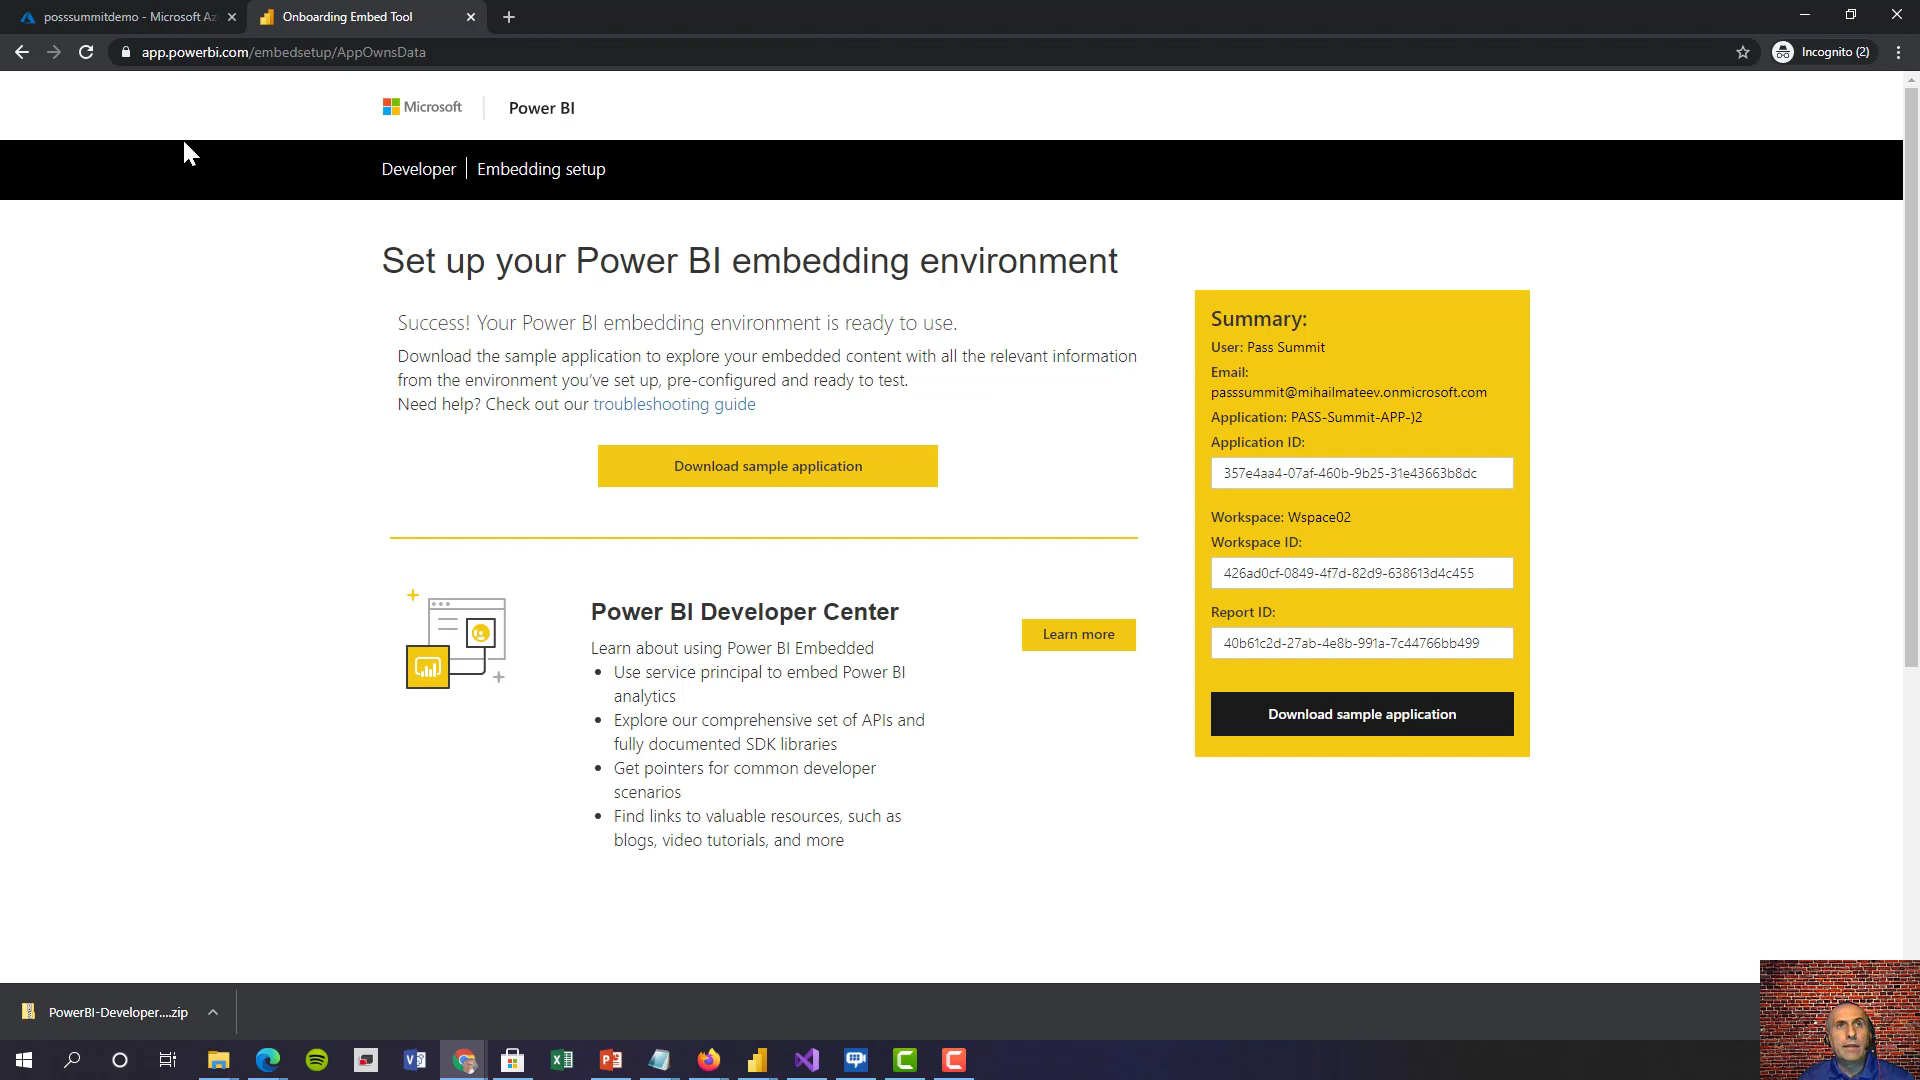 posssummitdemo - Microsoft Az
Onboarding Embed Tool
app.powerbi.com/embedsetup/AppOwnsData
Incognito (2)
Microsoft
Power BI
Developer
Embedding setup
Set up your Power BI embedding environment
Success! Your Power BI embedding environment is ready to use.
Download the sample application to explore your embedded content with all the relevant information
from the environment you've set up, pre-configured and ready to test.
Need help? Check out our troubleshooting guide
Download sample application
Power BI Developer Center
Learn about using Power BI Embedded
• Use service principal to embed Power BI
analytics
• Explore our comprehensive set of APIs and
fully documented SDK libraries
• Get pointers for common developer
scenarios
• Find links to valuable resources, such as
blogs, video tutorials, and more
Learn more
Summary:
User: Pass Summit
Email:
passsummit@mihailmateev.onmicrosoft.com
Application: PASS-Summit-APP-)2
Application ID:
357e4aa4-07af-460b-9b25-31e43663b8dc
Workspace: Wspace02
Workspace ID:
426ad0cf-0849-4f7d-82d9-638613d4c455
Report ID:
40b61c2d-27ab-4e8b-991a-7c44766bb499
Download sample application
PowerBI-Developer....zip